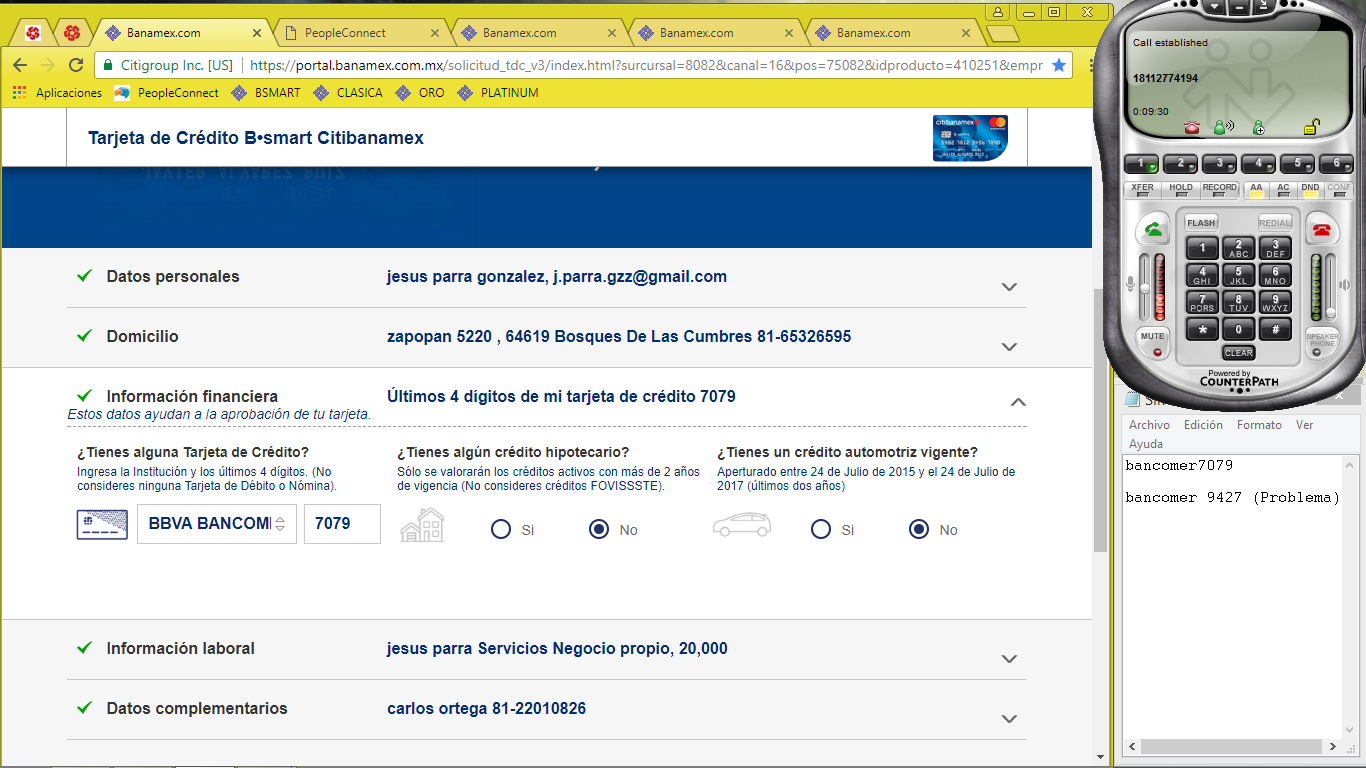 Banamex.com
PeopleConnect
Banamex.com
Banamex.com
Banamex.com
Citigroup Inc. [US]
https://portal.banamex.com.mx/solicitud_tdc_v3/index.html?surcursal=8082&canal=16&pos=75082&idproducto=410251&empr
Aplicaciones
PeopleConnect
BSMART
CLASICA
ORO
PLATINUM
Tarjeta de Crédito B•smart Citibanamex
citibanamex
mastercard
Datos personales
jesus parra gonzalez, j.parra.gzz@gmail.com
Domicilio
zapopan 5220 , 64619 Bosques De Las Cumbres 81-65326595
Información financiera
Últimos 4 dígitos de mi tarjeta de crédito 7079
Estos datos ayudan a la aprobación de tu tarjeta.
¿Tienes alguna Tarjeta de Crédito?
Ingresa la Institución y los últimos 4 dígitos. (No
consideres ninguna Tarjeta de Débito o Nómina).
BBVA BANCOM
7079
¿Tienes algún crédito hipotecario?
Sólo se valorarán los créditos activos con más de 2 años
de vigencia (No consideres créditos FOVISSSTE).
Si
No
¿Tienes un crédito automotriz vigente?
Aperturado entre 24 de Julio de 2015 y el 24 de Julio de
2017 (últimos dos años)
Si
No
Información laboral
jesus parra Servicios Negocio propio, 20,000
Datos complementarios
carlos ortega 81-22010826
Call established
18112774194
0:09:30
1 2 3 4 5 6
XFER HOLD RECORD AA AC DND CONF
FLASH
REDIAL
1
2 ABC
3 DEF
4 GHI
5 JKL
6 MNO
7 PQRS
8 TUV
9 WXYZ
* 0 #
MUTE
SPEAKER
PHONE
CLEAR
Powered by
COUNTERPATH
Archivo Edición Formato Ver
Ayuda
bancomer7079
bancomer 9427 (Problema)